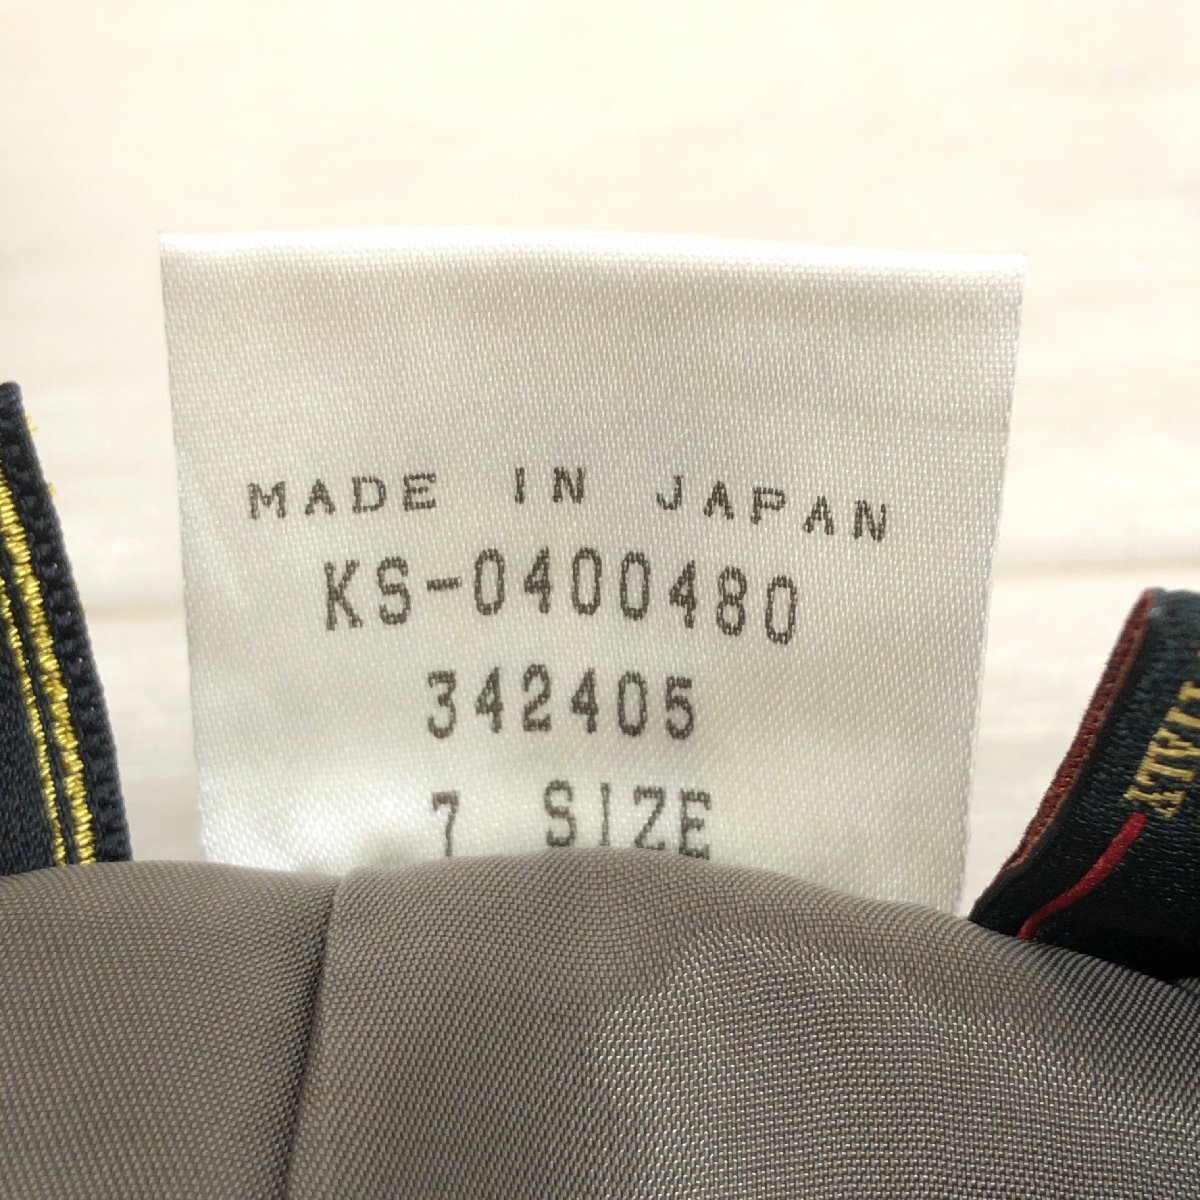 MADE IN JAPAN
KS-0400480
342405
7 SIZE